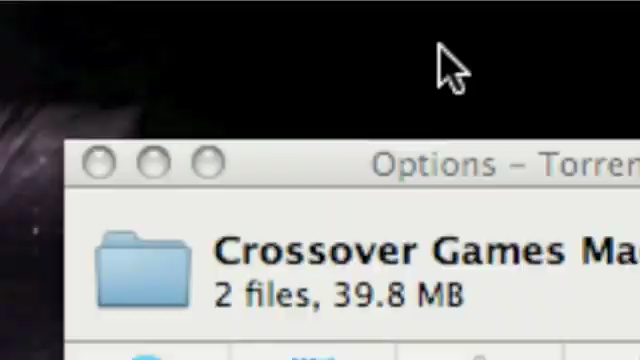 Options – Torren
Crossover Games Ma
2 files, 39.8 MB